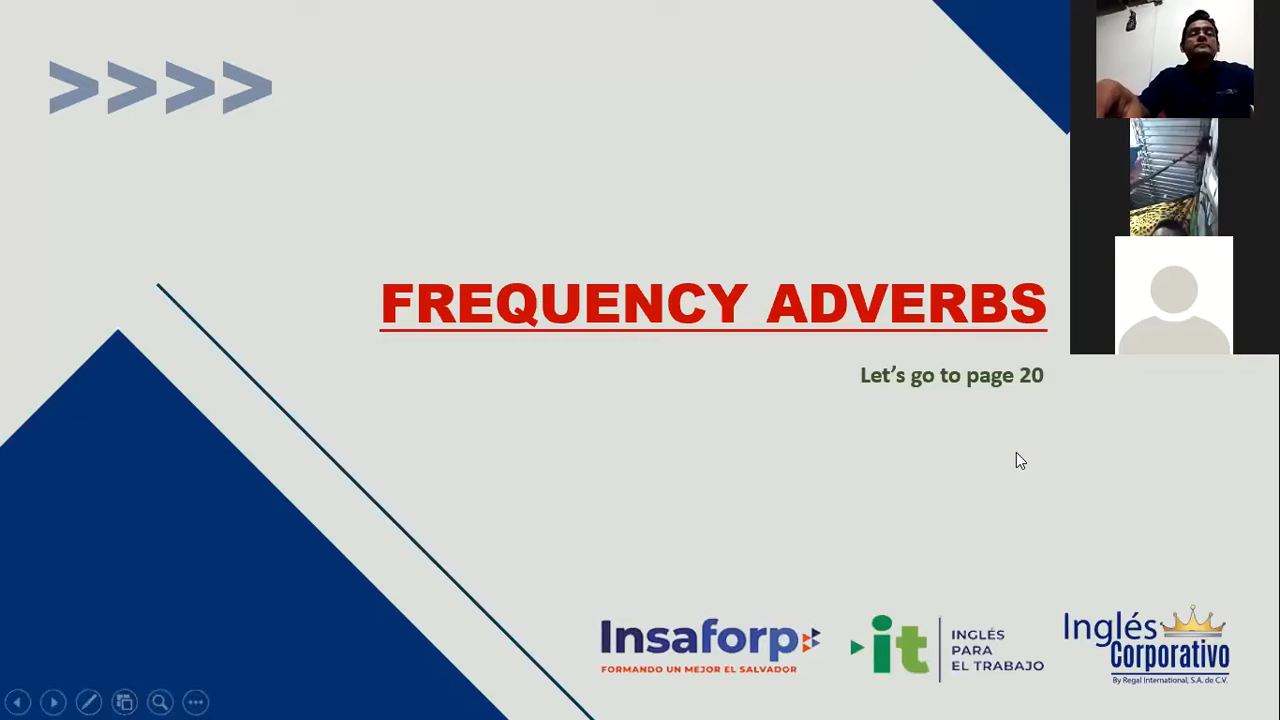 >>>>
FREQUENCY ADVERBS
Let's go to page 20
Insaforp
FORMANDO UN MEJOR EL SALVADOR
it
INGLÉS
PARA
EL TRABAJO
Inglés
Corporativo
By Regal International, S.A. de C.V.